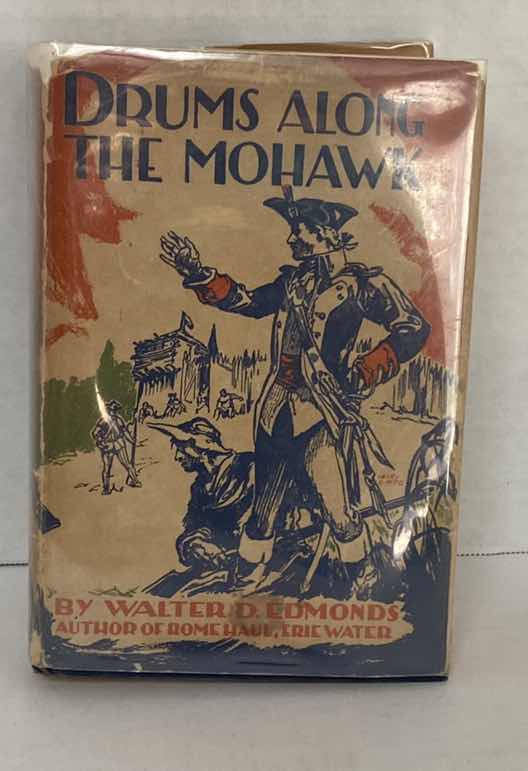 DRUMS ALONG
THE MOHAWK
BY WALTER D. EDMONDS
AUTHOR OF ROME HAUL, ERIE WATER